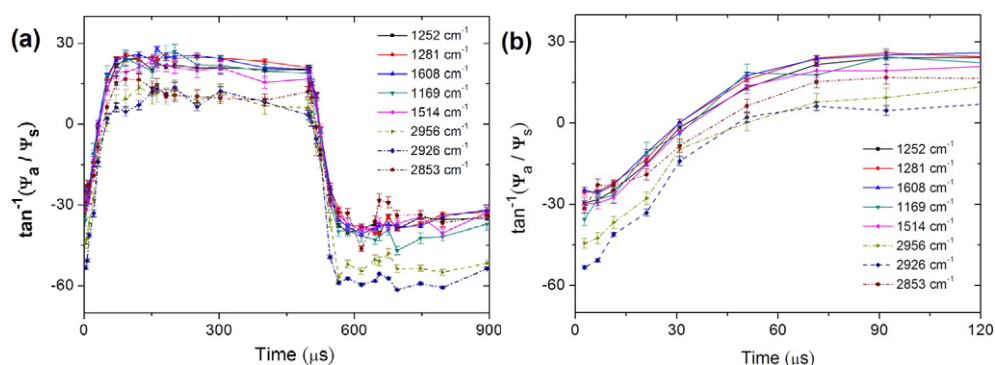 (a)
30
0
-30
-60
tan⁻¹(Ψₐ / Ψₛ)
0
300
600
900
Time (μs)
1252 cm⁻¹
1281 cm⁻¹
1608 cm⁻¹
1169 cm⁻¹
1514 cm⁻¹
2956 cm⁻¹
2926 cm⁻¹
2853 cm⁻¹
(b)
30
0
-30
-60
tan⁻¹(Ψₐ / Ψₛ)
0
30
60
90
120
Time (μs)
1252 cm⁻¹
1281 cm⁻¹
1608 cm⁻¹
1169 cm⁻¹
1514 cm⁻¹
2956 cm⁻¹
2926 cm⁻¹
2853 cm⁻¹